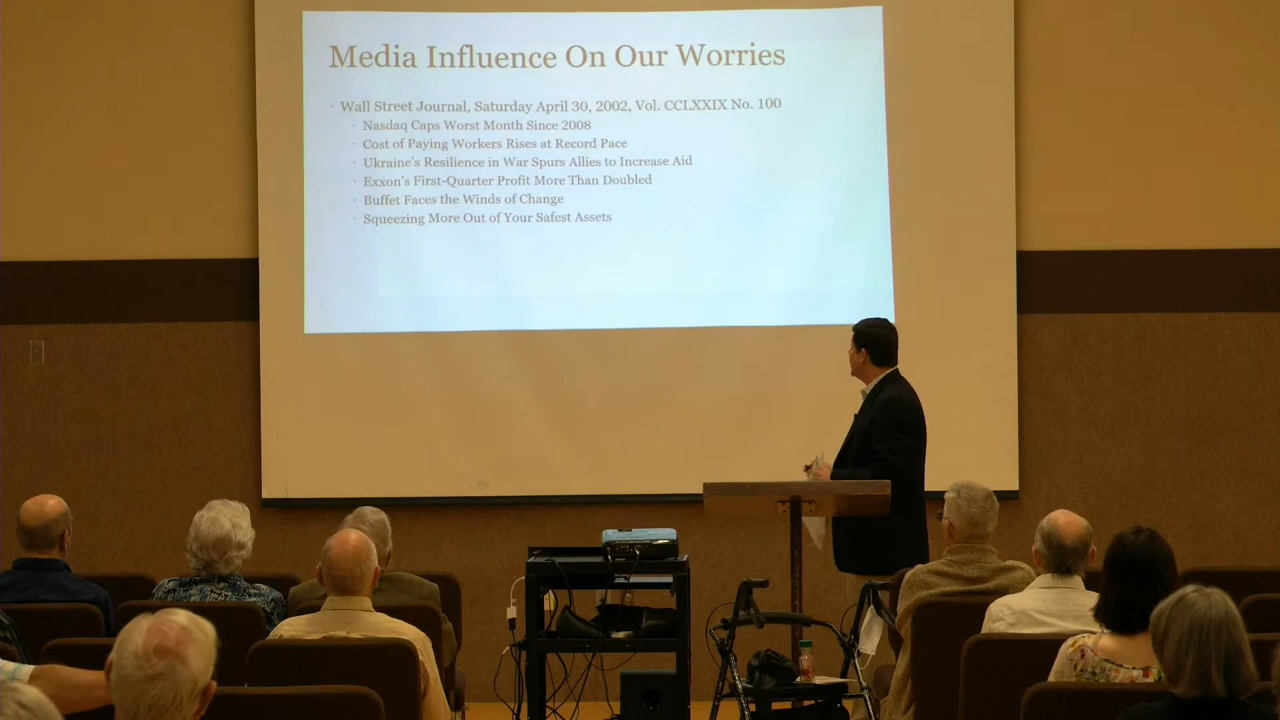 Media Influence On Our Worries
Wall Street Journal, Saturday April 30, 2002, Vol. CCLXXIX No. 100
Nasdaq Caps Worst Month Since 2008
Cost of Paying Workers Rises at Record Pace
Ukraine's Resilience in War Spurs Allies to Increase Aid
Exxon's First-Quarter Profit More Than Doubled
Buffet Faces the Winds of Change
Squeezing More Out of Your Safest Assets